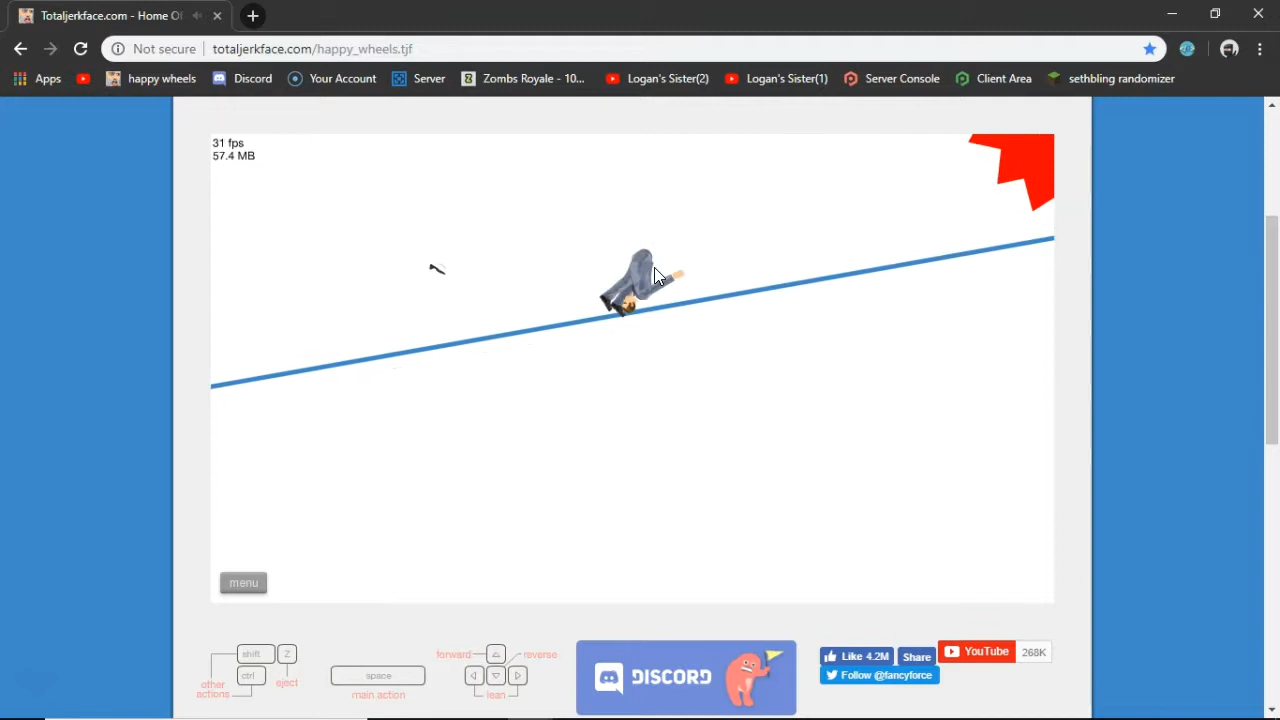 Totaljerkface.com - Home Of
Not secure totaljerkface.com/happy_wheels.tjf
Apps happy wheels Discord Your Account Server Zombs Royale - 10... Logan's Sister(2) Logan's Sister(1) Server Console Client Area sethbling randomizer
31 fps
57.4 MB
menu
shift Z
ctrl
other
actions
eject
space
main action
forward
reverse
lean
DISCORD
Like 4.2M Share YouTube 268K
Follow @fancyforce